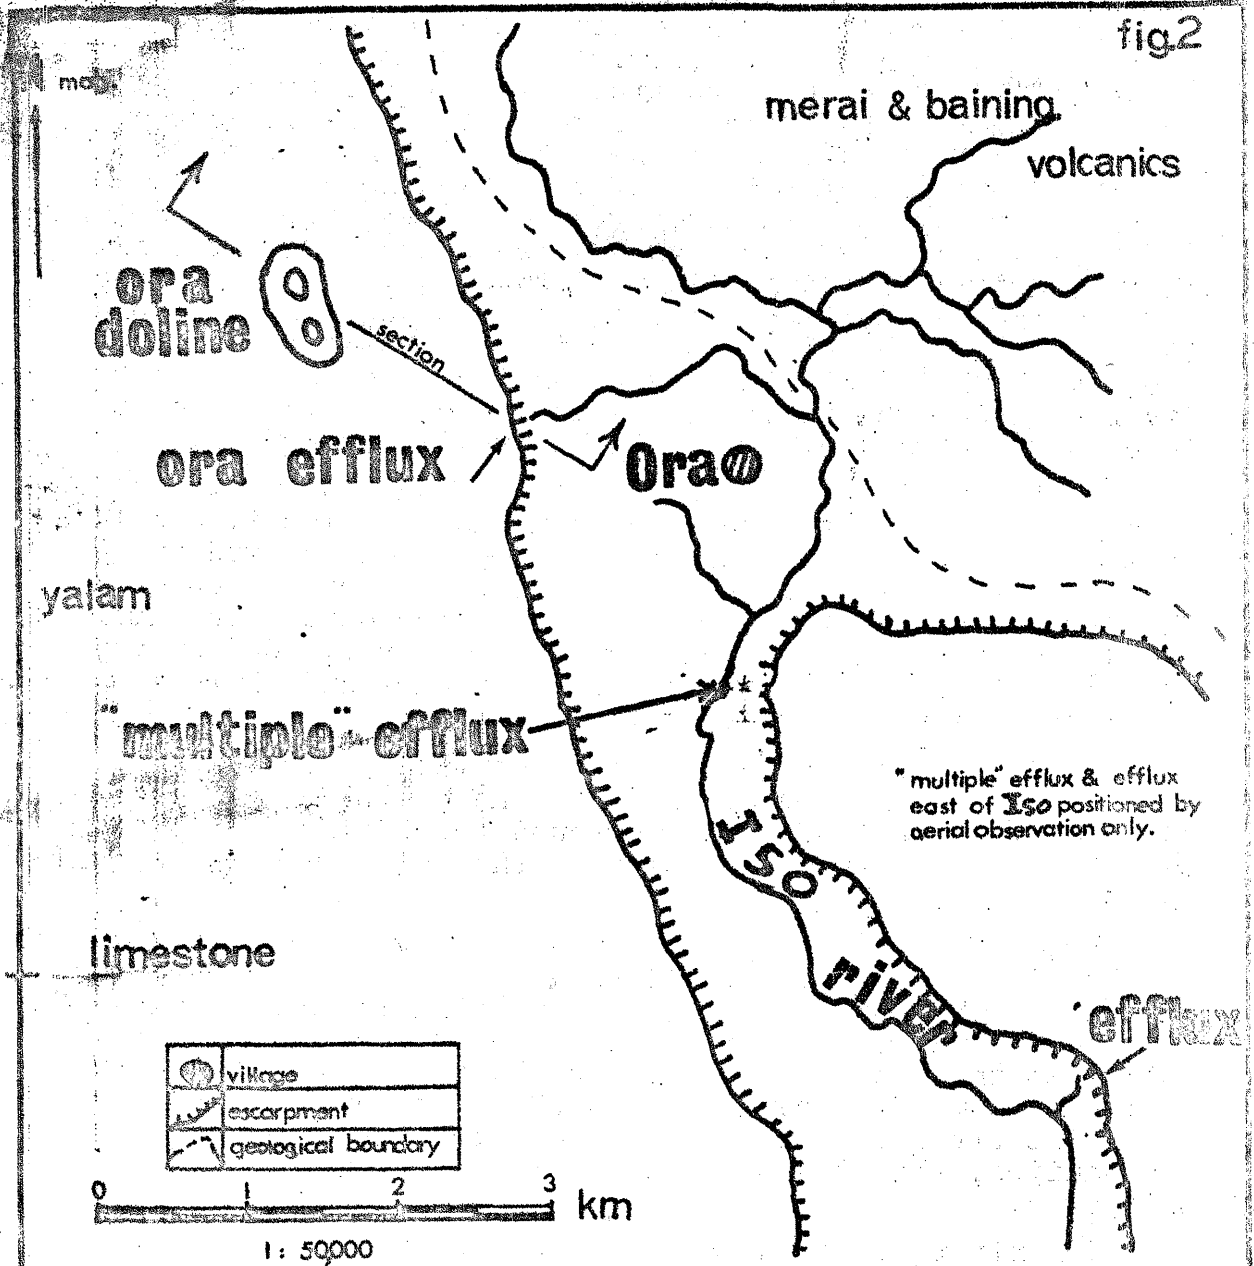 fig.2
mag.
merai & baining
volcanics
ora
doline
section
ora efflux
Ora
yalam
"multiple" efflux
"multiple" efflux & efflux
east of Iso positioned by
aerial observation only.
Iso
river
limestone
efflux
village
escarpment
geological boundary
0 1 2 3 km
1: 50,000